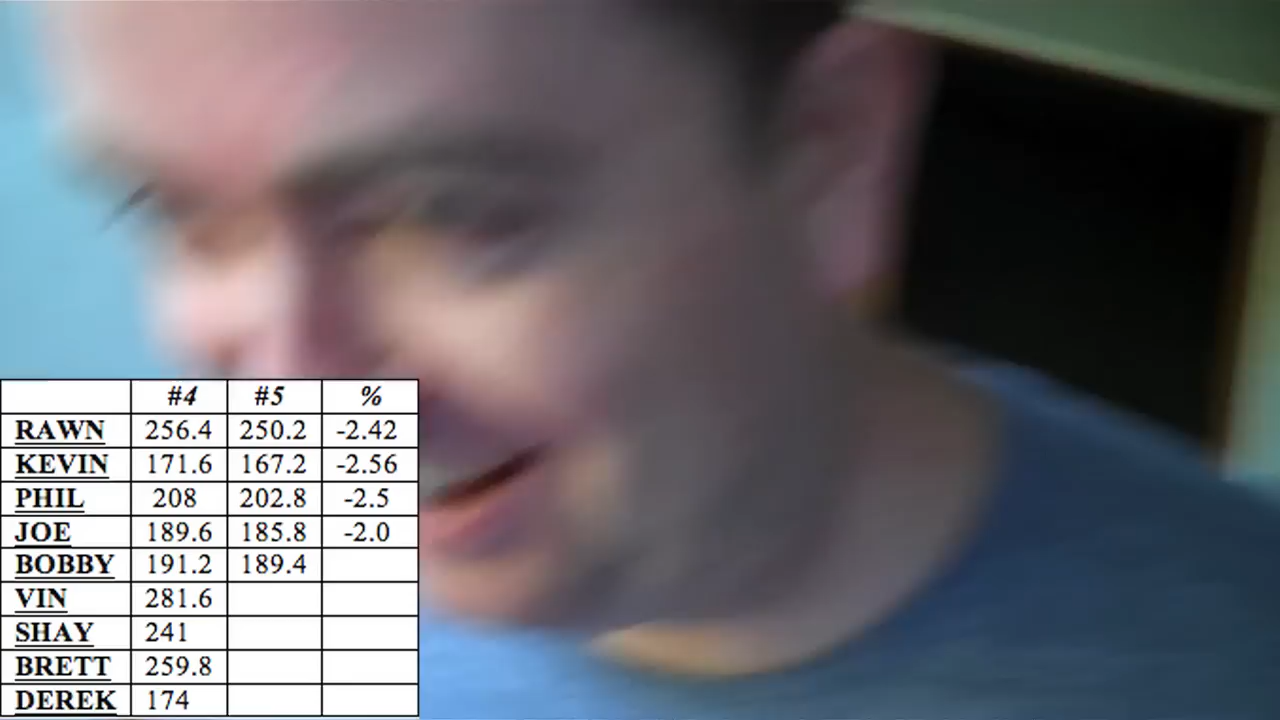 #4 #5 %
RAWN 256.4 250.2 -2.42
KEVIN 171.6 167.2 -2.56
PHIL 208 202.8 -2.5
JOE 189.6 185.8 -2.0
BOBBY 191.2 189.4
VIN 281.6
SHAY 241
BRETT 259.8
DEREK 174